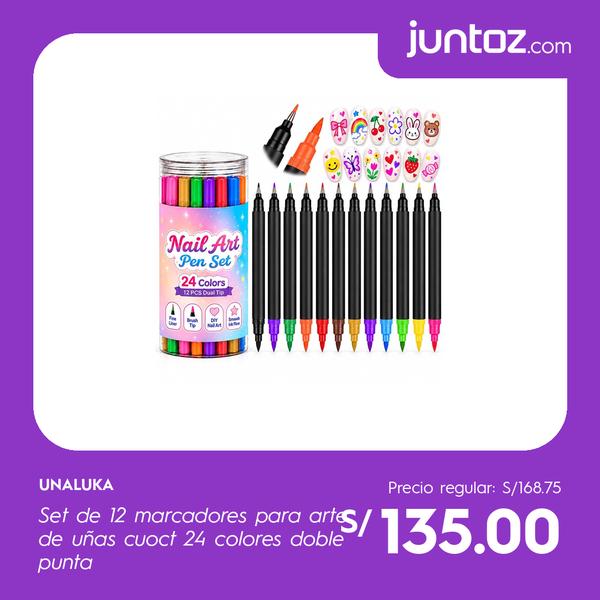 juntoz.com
Nail Art
Pen Set
24 Colors
12 PCS Dual Tip
Fine Liner
Brush Tip
DIY Nail Art
Smooth
UNALUKA
Precio regular: S/168.75
Set de 12 marcadores para arte
S/ 135.00
de uñas cuoct 24 colores doble
punta